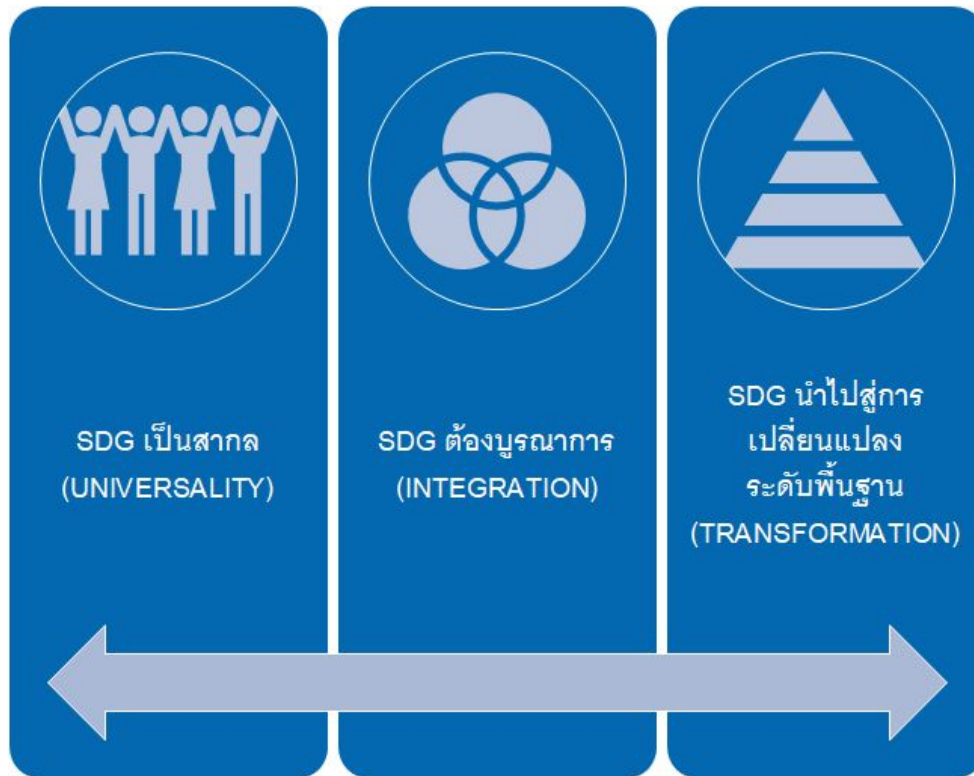 SDG เป็นสากล
(UNIVERSALITY)
SDG ต้องบูรณาการ
(INTEGRATION)
SDG นำไปสู่การ
เปลี่ยนแปลง
ระดับพื้นฐาน
(TRANSFORMATION)